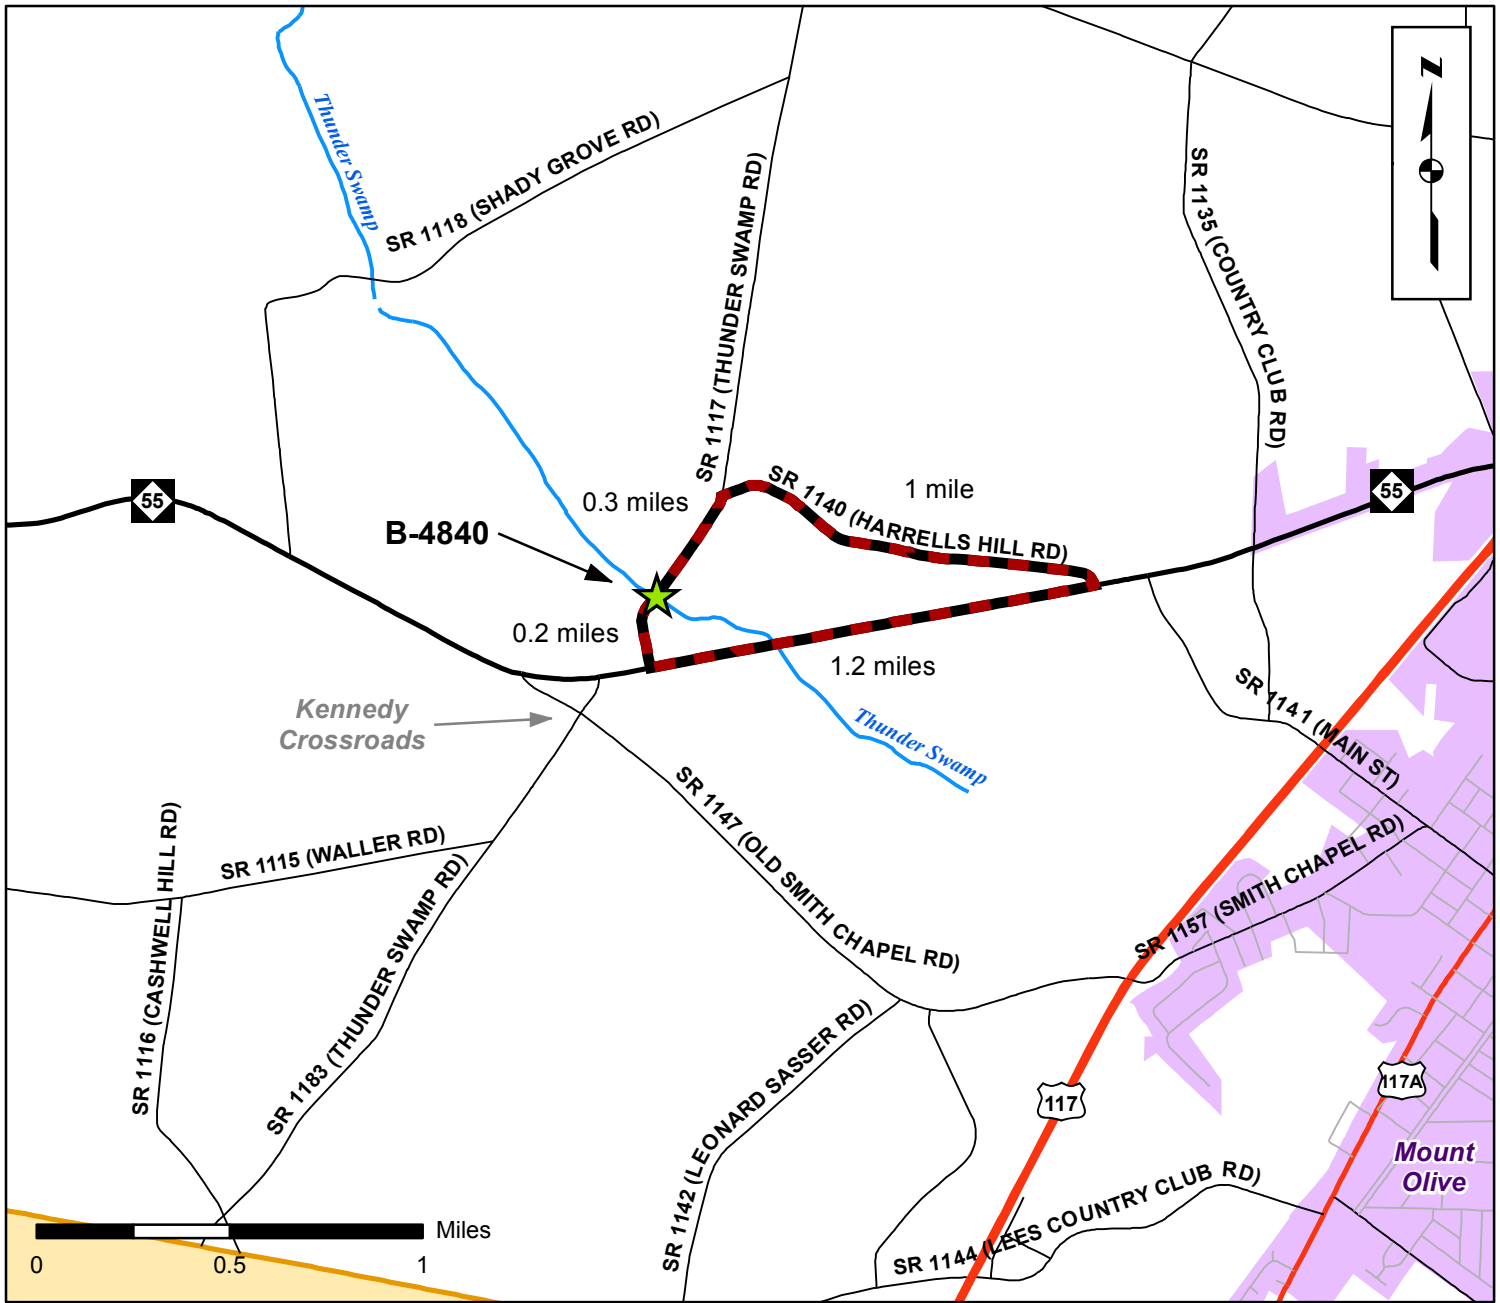 Thunder Swamp
SR 1118 (SHADY GROVE RD)
SR 1117 (THUNDER SWAMP RD)
SR 1135 (COUNTRY CLUB RD)
N
55
55
0.3 miles
SR 1140 (HARRELLS HILL RD)
1 mile
B-4840
0.2 miles
1.2 miles
Kennedy
Crossroads
Thunder Swamp
SR 1141 (MAIN ST)
SR 1147 (OLD SMITH CHAPEL RD)
SR 1157 (SMITH CHAPEL RD)
SR 1115 (WALLER RD)
SR 1116 (CASHWELL HILL RD)
SR 1183 (THUNDER SWAMP RD)
SR 1142 (LEONARD SASSER RD)
117
117A
Mount
Olive
SR 1144 (LEES COUNTRY CLUB RD)
Miles
0
0.5
1